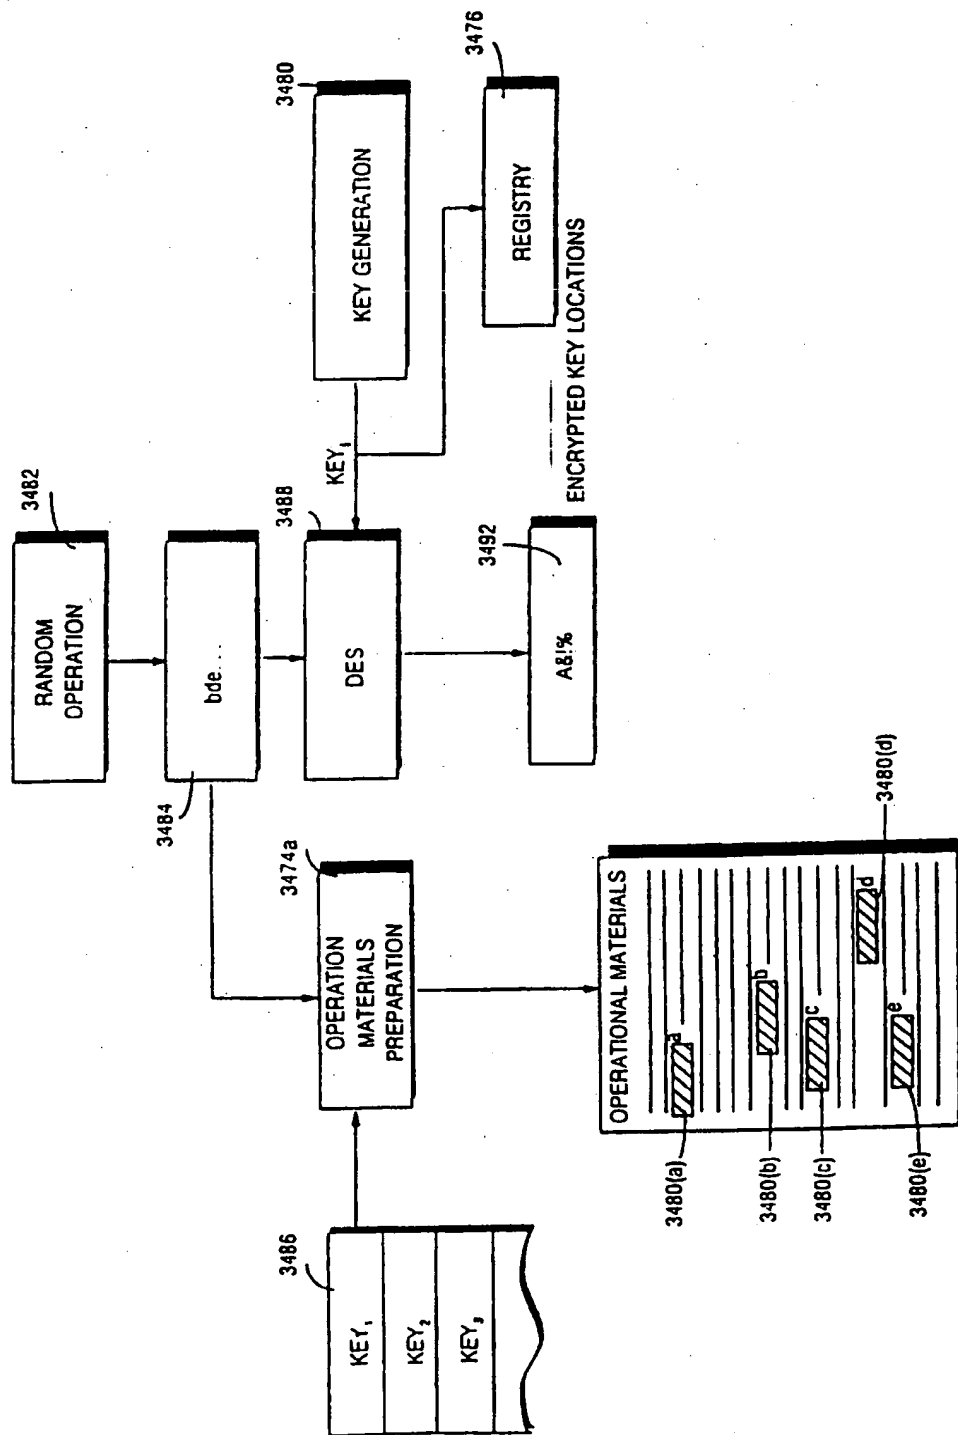 3482
RANDOM
OPERATION
3484
bde...
3488
DES
3480
KEY GENERATION
KEY₁
3476
REGISTRY
ENCRYPTED KEY LOCATIONS
3492
A&!%
3474a
OPERATION
MATERIALS
PREPARATION
3486
KEY₁
KEY₂
KEY₃
OPERATIONAL MATERIALS
a
b
c
d
e
3480(a)
3480(b)
3480(c)
3480(d)
3480(e)